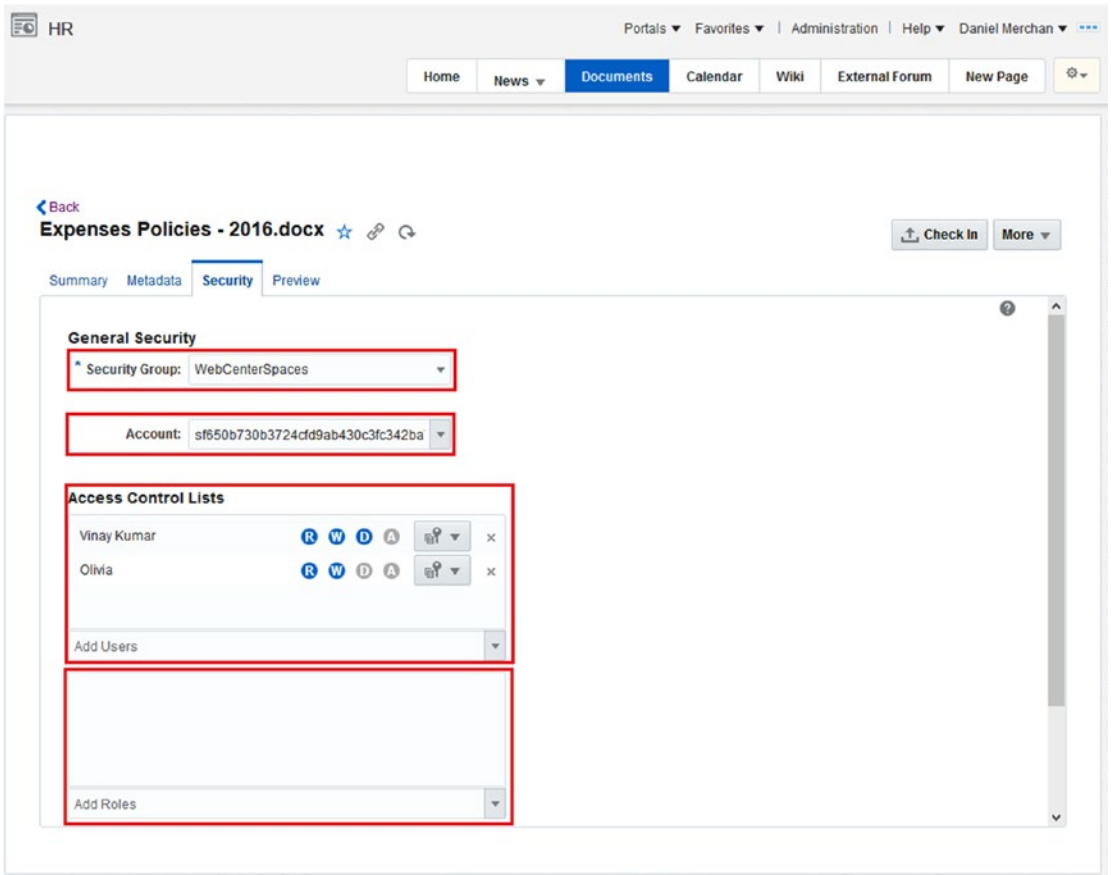 HR
Portals Favorites | Administration | Help Daniel Merchan
Home News Documents Calendar Wiki External Forum New Page
Back
Expenses Policies - 2016.docx
Check In More
Summary Metadata Security Preview
?
General Security
* Security Group: WebCenterSpaces
Account: sf650b730b3724cfd9ab430c3fc342ba
Access Control Lists
Vinay Kumar R W D A
Olivia R W D A
Add Users
Add Roles